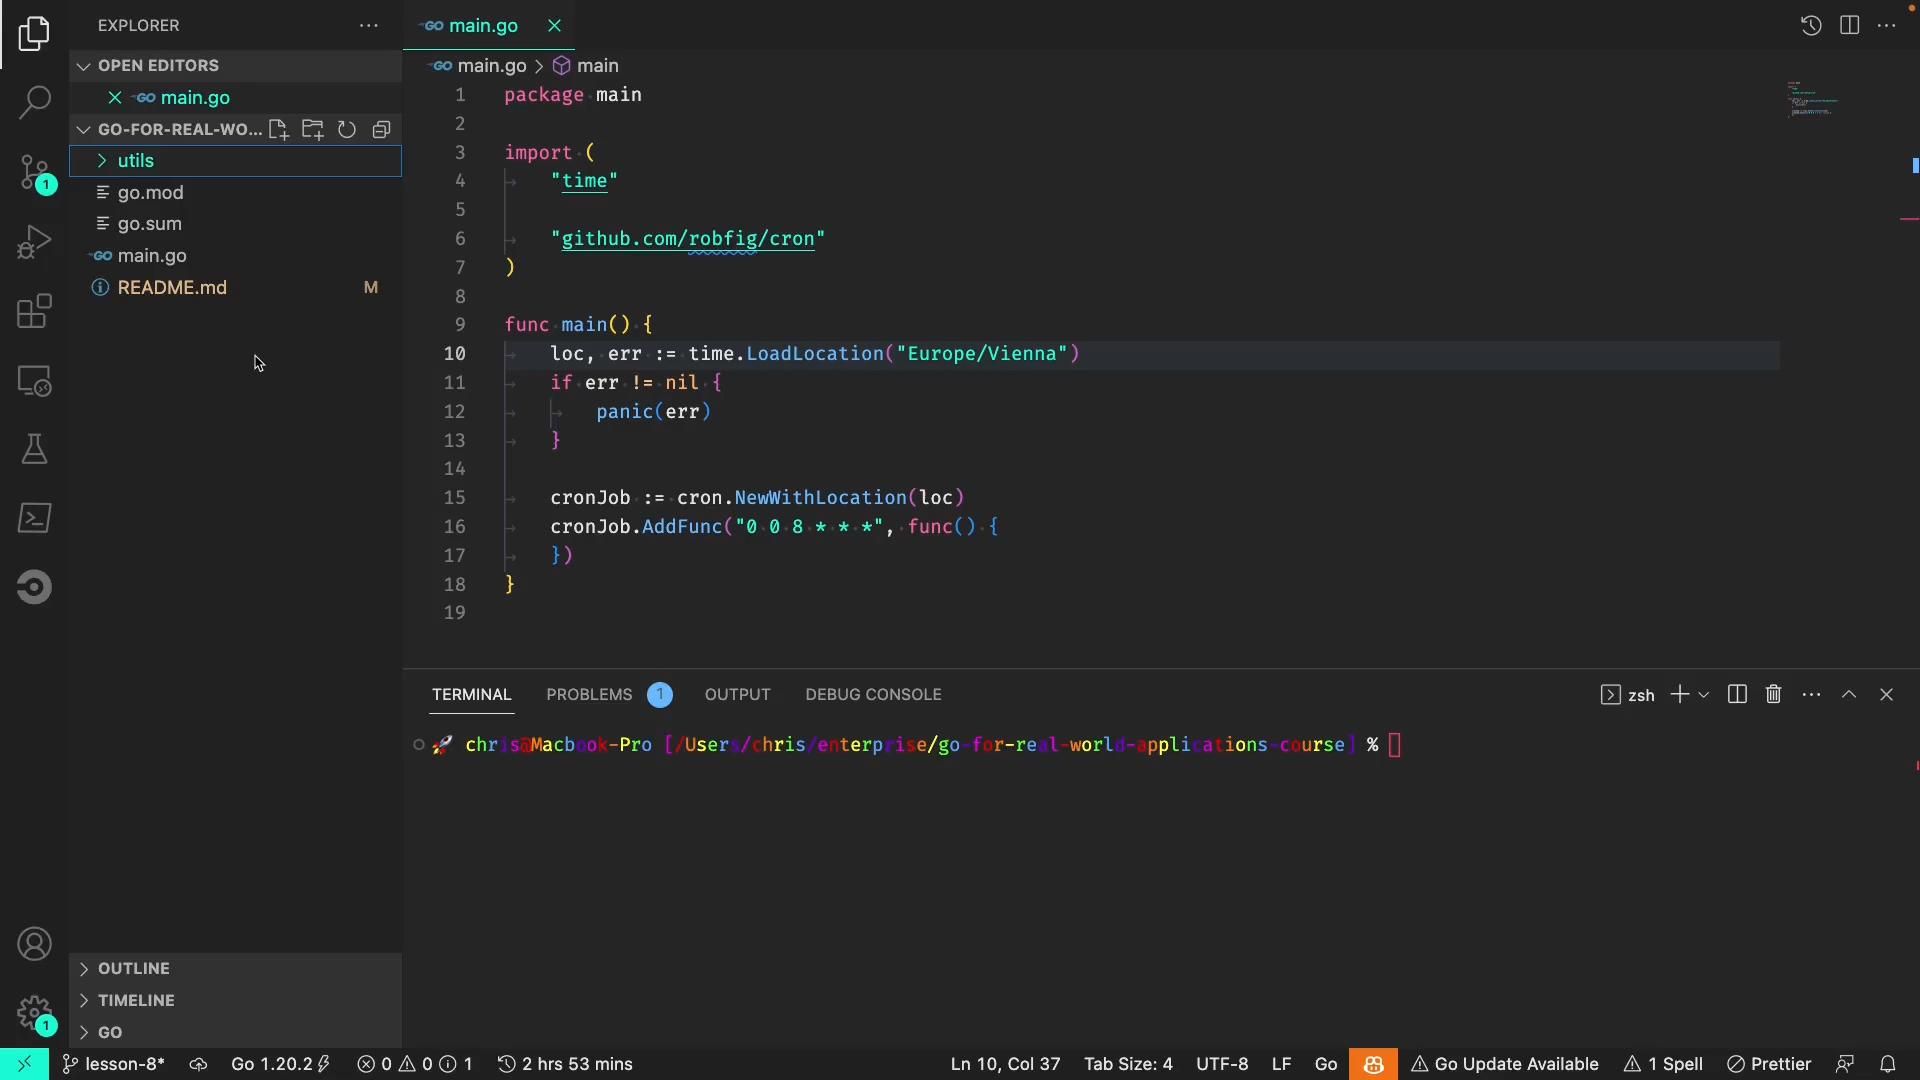 EXPLORER
OPEN EDITORS
GO main.go
GO-FOR-REAL-WO...
utils
go.mod
go.sum
GO main.go
README.md M
1
1
GO main.go
GO main.go > main
1 package main
2
3 import (
4 "time"
5
6 "github.com/robfig/cron"
7 )
8
9 func main() {
10 loc, err := time.LoadLocation("Europe/Vienna")
11 if err != nil {
12 panic(err)
13 }
14
15 cronJob := cron.NewWithLocation(loc)
16 cronJob.AddFunc("0 0 8 * * *", func() {
17 })
18 }
19
TERMINAL PROBLEMS 1 OUTPUT DEBUG CONSOLE zsh
chris@Macbook-Pro [/Users/chris/enterprise/go-for-real-world-applications-course] %
OUTLINE
TIMELINE
GO
lesson-8* Go 1.20.2 0 0 1 2 hrs 53 mins Ln 10, Col 37 Tab Size: 4 UTF-8 LF Go Go Update Available 1 Spell Prettier